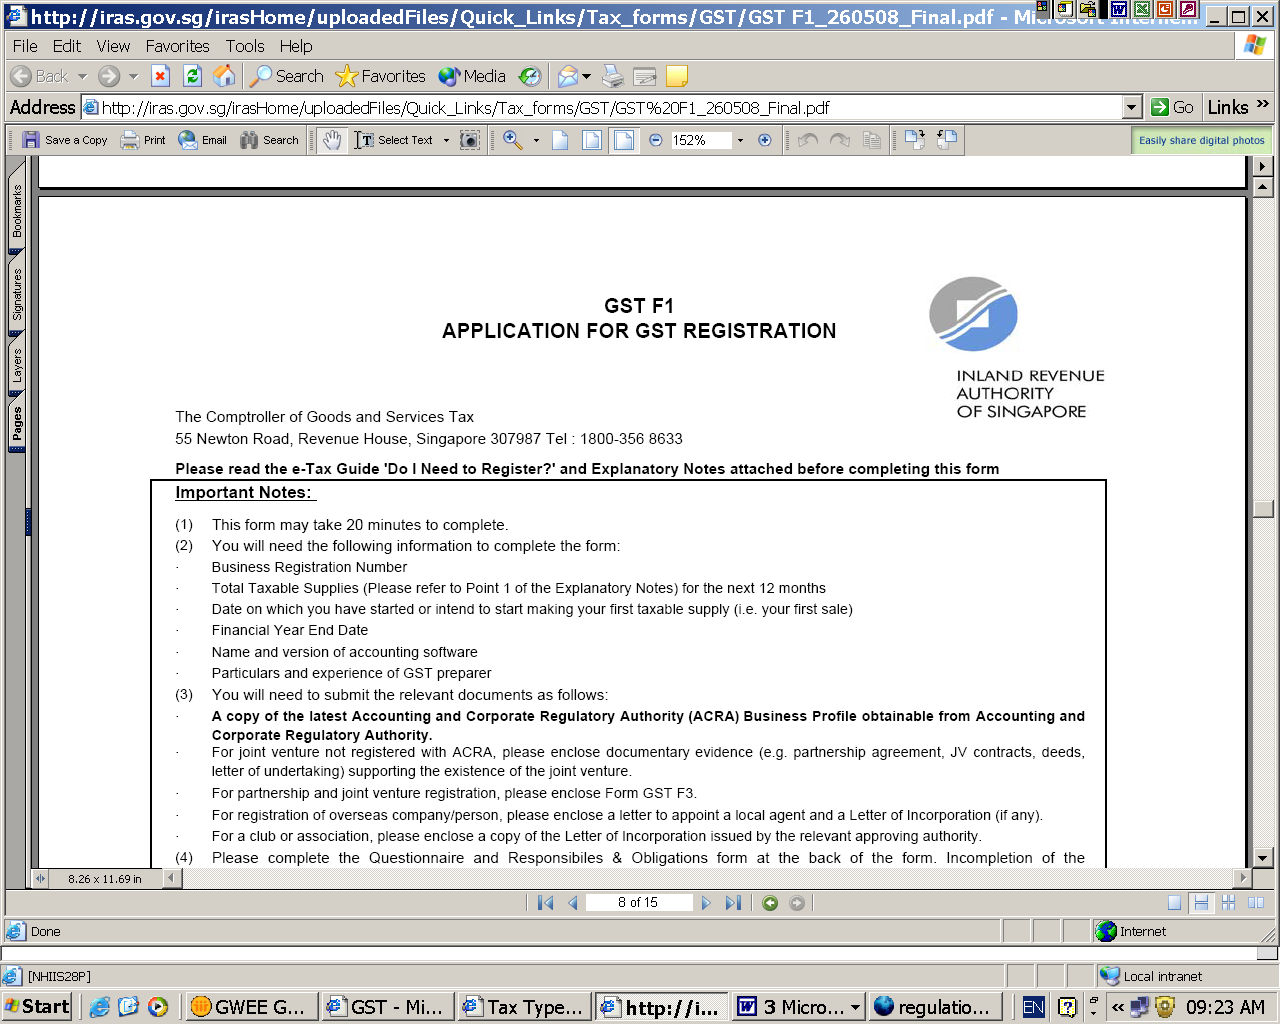 http://iras.gov.sg/irasHome/uploadedFiles/Quick_Links/Tax_forms/GST/GST F1_260508_Final.pdf - Microsoft Intern
File Edit View Favorites Tools Help
Back Search Favorites Media
Address http://iras.gov.sg/irasHome/uploadedFiles/Quick_Links/Tax_forms/GST/GST%20F1_260508_Final.pdf Go Links »
Save a Copy Print Email Search Select Text 152% Easily share digital photos
Bookmarks
Signatures
Layers
Pages
GST F1
APPLICATION FOR GST REGISTRATION
INLAND REVENUE
AUTHORITY
OF SINGAPORE
The Comptroller of Goods and Services Tax
55 Newton Road, Revenue House, Singapore 307987 Tel : 1800-356 8633
Please read the e-Tax Guide 'Do I Need to Register?' and Explanatory Notes attached before completing this form
Important Notes:
(1) This form may take 20 minutes to complete.
(2) You will need the following information to complete the form:
· Business Registration Number
· Total Taxable Supplies (Please refer to Point 1 of the Explanatory Notes) for the next 12 months
· Date on which you have started or intend to start making your first taxable supply (i.e. your first sale)
· Financial Year End Date
· Name and version of accounting software
· Particulars and experience of GST preparer
(3) You will need to submit the relevant documents as follows:
· A copy of the latest Accounting and Corporate Regulatory Authority (ACRA) Business Profile obtainable from Accounting and
Corporate Regulatory Authority.
· For joint venture not registered with ACRA, please enclose documentary evidence (e.g. partnership agreement, JV contracts, deeds,
letter of undertaking) supporting the existence of the joint venture.
· For partnership and joint venture registration, please enclose Form GST F3.
· For registration of overseas company/person, please enclose a letter to appoint a local agent and a Letter of Incorporation (if any).
· For a club or association, please enclose a copy of the Letter of Incorporation issued by the relevant approving authority.
(4) Please complete the Questionnaire and Responsibiles & Obligations form at the back of the form. Incompletion of the
8.26 x 11.69 in
8 of 15
Done Internet
[NHIIS28P] Local intranet
Start GWEE G... GST - Mi... Tax Type... http://i... 3 Micro... regulatio... EN « 09:23 AM